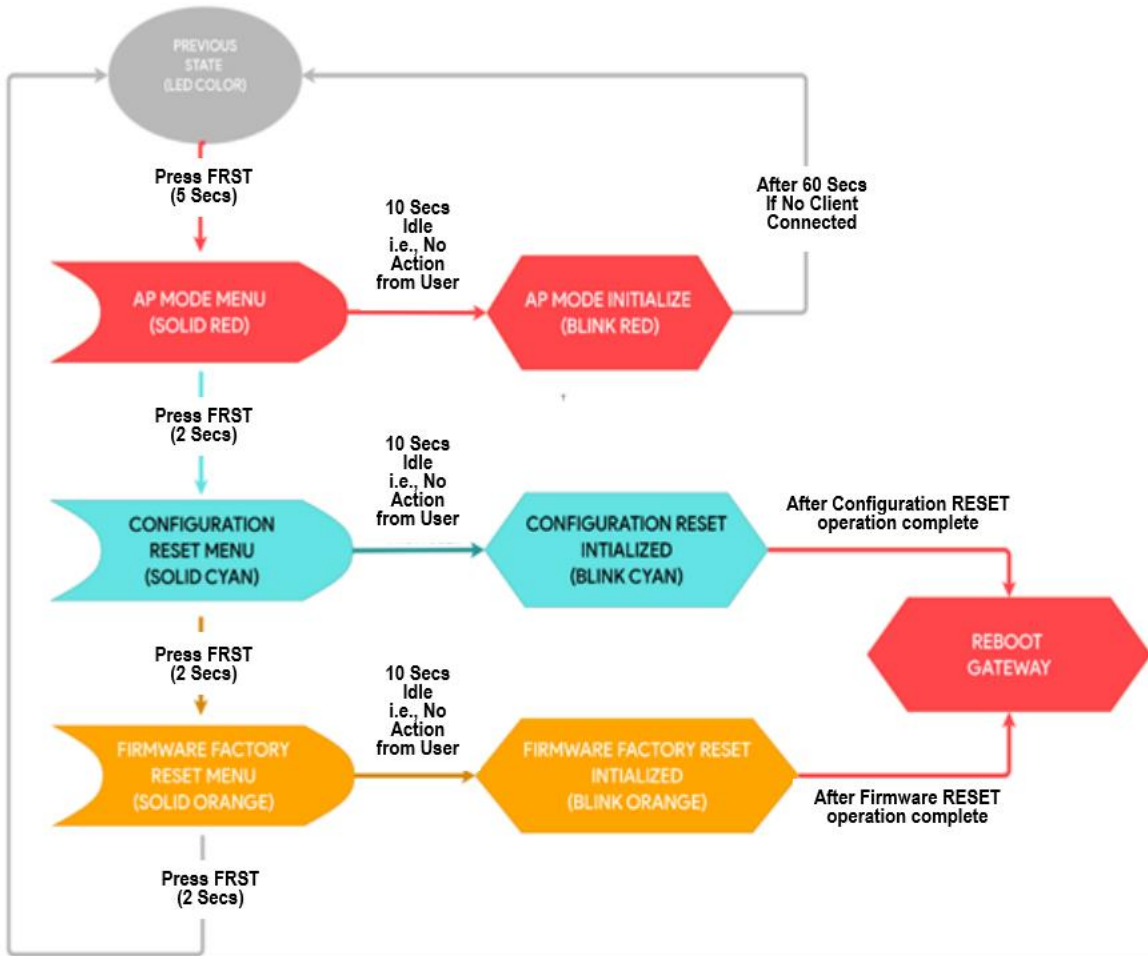 PREVIOUS
STATE
(LED COLOR)
Press FRST
(5 Secs)
10 Secs
Idle
i.e., No
Action
from User
After 60 Secs
If No Client
Connected
AP MODE MENU
(SOLID RED)
AP MODE INITIALIZE
(BLINK RED)
Press FRST
(2 Secs)
10 Secs
Idle
i.e., No
Action
from User
CONFIGURATION
RESET MENU
(SOLID CYAN)
CONFIGURATION RESET
INTIALIZED
(BLINK CYAN)
After Configuration RESET
operation complete
REBOOT
GATEWAY
Press FRST
(2 Secs)
10 Secs
Idle
i.e., No
Action
from User
FIRMWARE FACTORY
RESET MENU
(SOLID ORANGE)
FIRMWARE FACTORY RESET
INTIALIZED
(BLINK ORANGE)
After Firmware RESET
operation complete
Press FRST
(2 Secs)